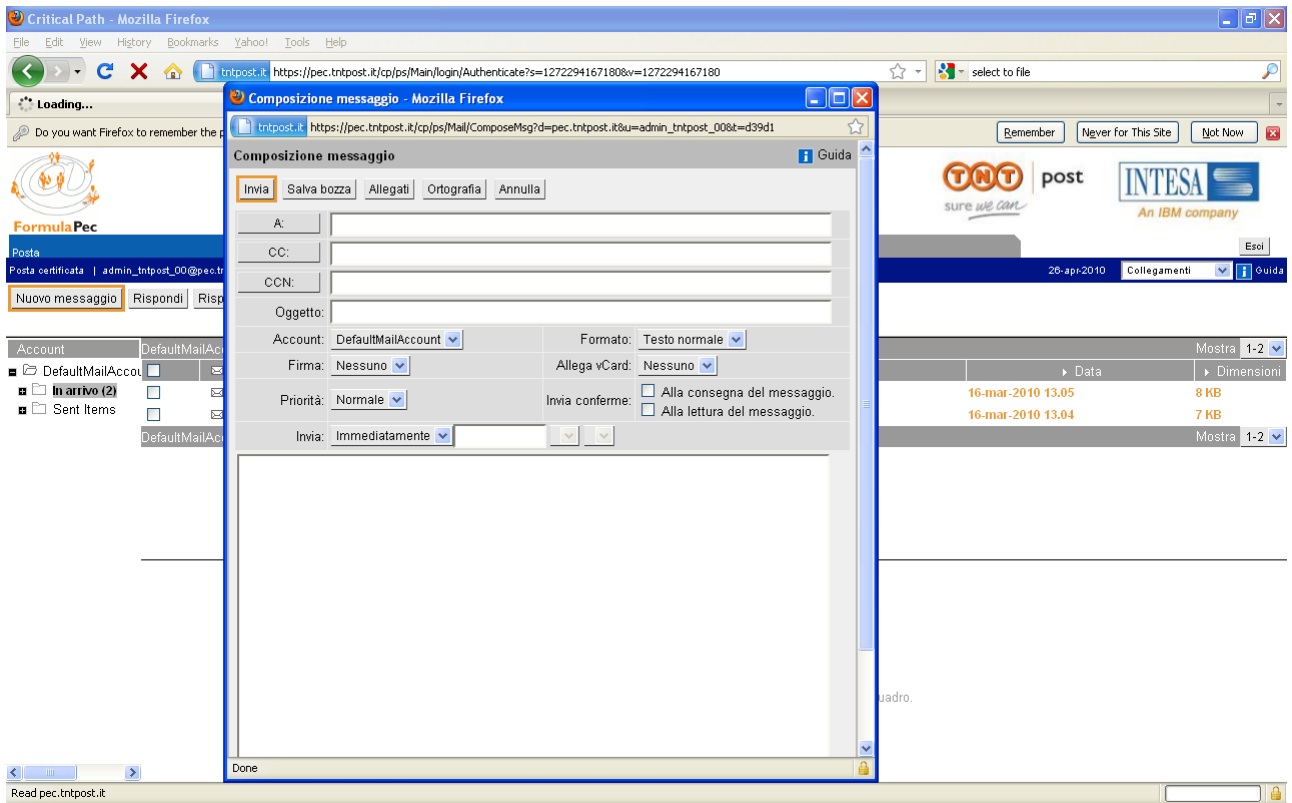 Critical Path - Mozilla Firefox
File Edit View History Bookmarks Yahoo! Tools Help
tntpost.it https://pec.tntpost.it/cp/ps/Main/login/Authenticate?s=1272294167180&v=1272294167180
select to file
Loading...
Do you want Firefox to remember the p
Remember Never for This Site Not Now
Composizione messaggio - Mozilla Firefox
tntpost.it https://pec.tntpost.it/cp/ps/Mail/ComposeMsg?d=pec.tntpost.it&u=admin_tntpost_00&t=d39d1
Composizione messaggio Guida
Invia Salva bozza Allegati Ortografia Annulla
A:
CC:
CCN:
Oggetto:
Account: DefaultMailAccount Formato: Testo normale
Firma: Nessuno Allega vCard: Nessuno
Priorità: Normale Invia conferme: Alla consegna del messaggio.
Alla lettura del messaggio.
Invia: Immediatamente
Done
FormulaPec
TNT post
sure we can
INTESA
An IBM company
Posta Esci
Posta certificata | admin_tntpost_00@pec.tn 26-apr-2010 Collegamenti Guida
Nuovo messaggio Rispondi Risp
Account DefaultMailAc Mostra 1-2
DefaultMailAccou Data Dimensioni
In arrivo (2) 16-mar-2010 13.05 8 KB
Sent Items 16-mar-2010 13.04 7 KB
DefaultMailAc Mostra 1-2
uadro.
Read pec.tntpost.it